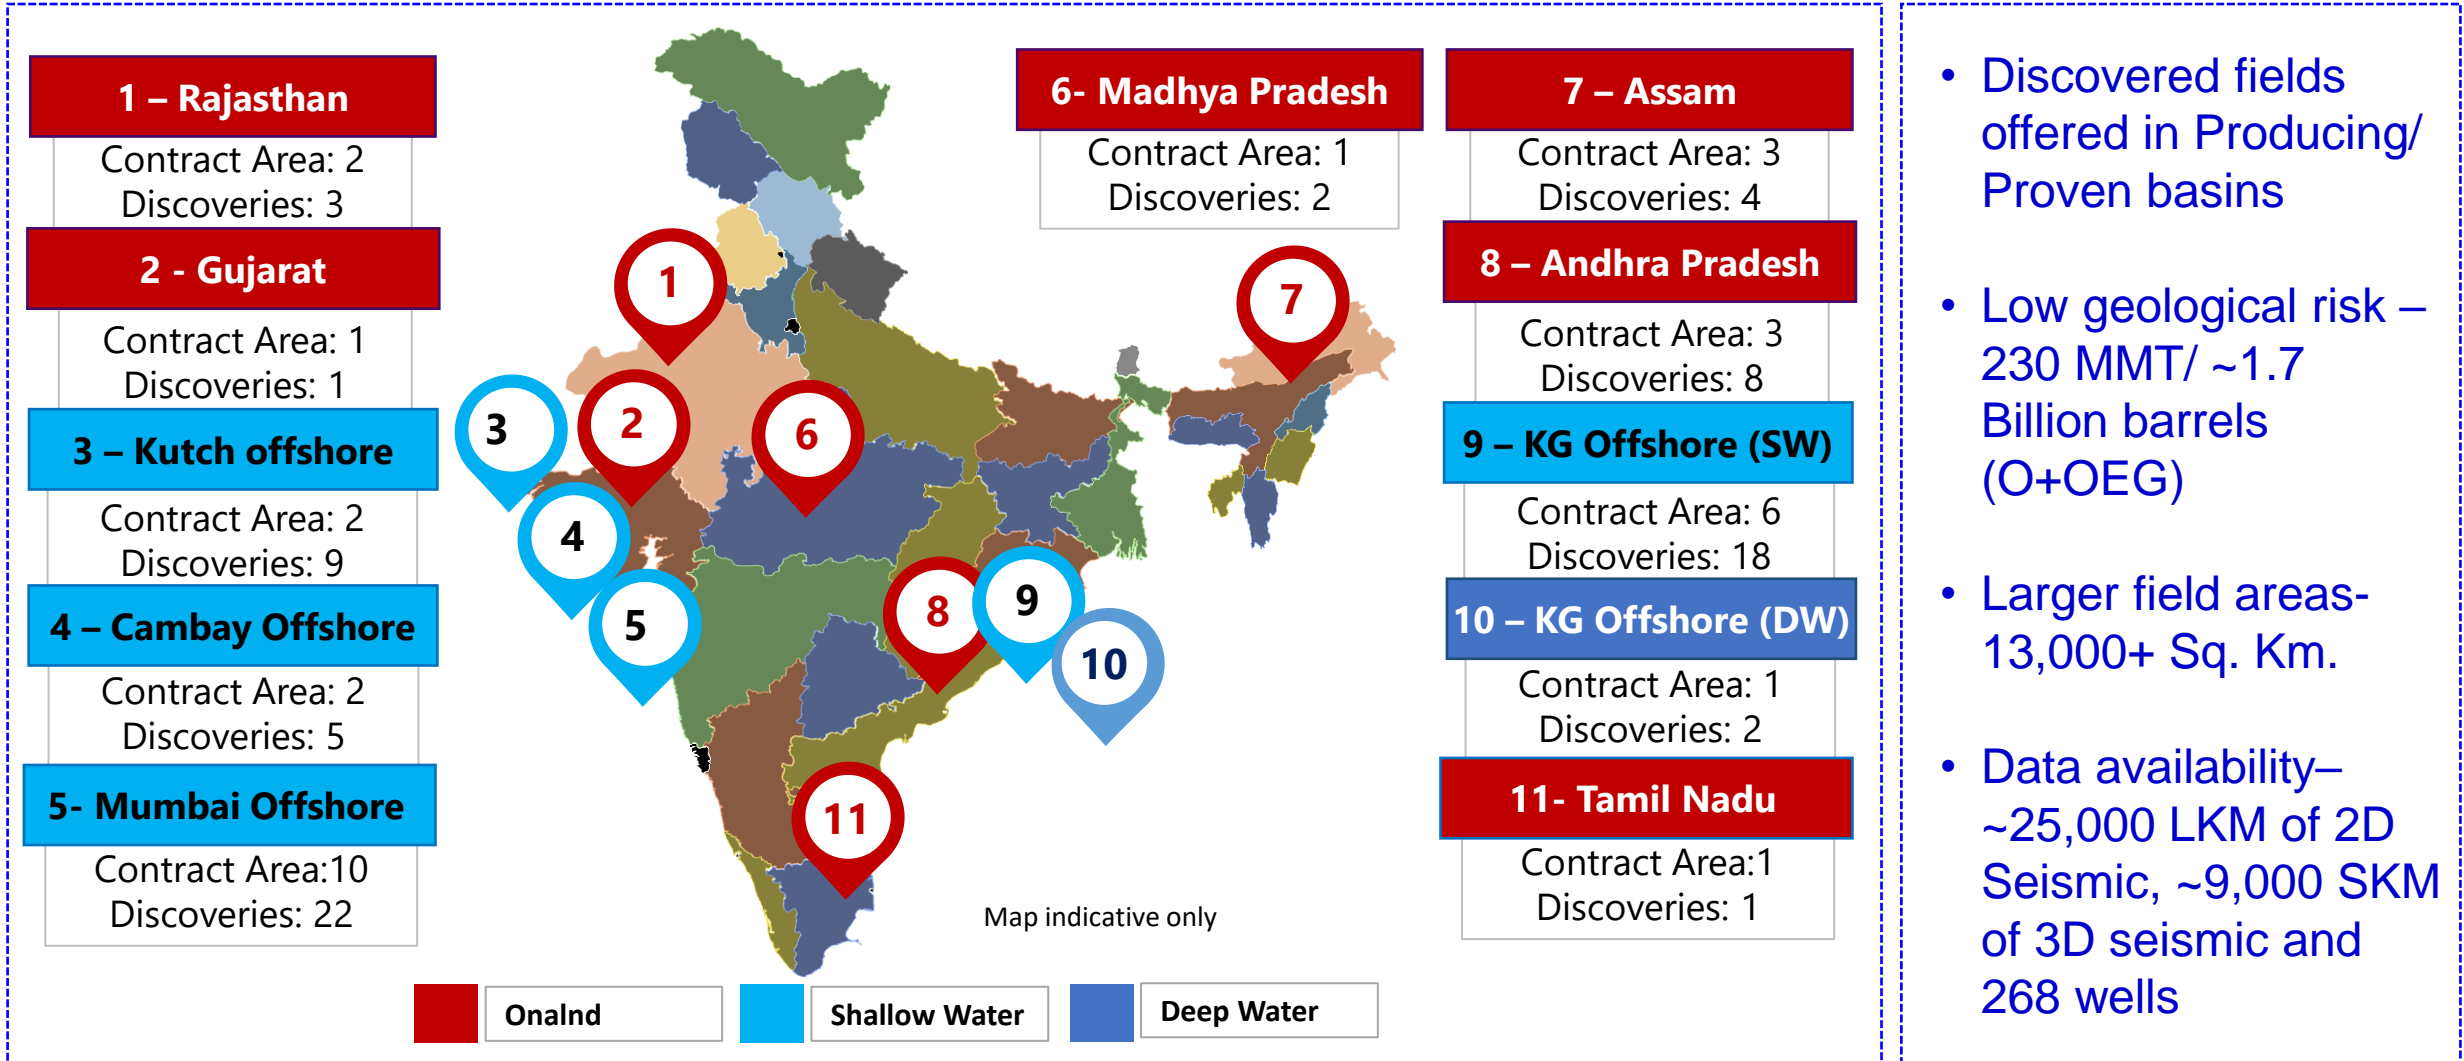 1 – Rajasthan
Contract Area: 2
Discoveries: 3
2 - Gujarat
Contract Area: 1
Discoveries: 1
3 – Kutch offshore
Contract Area: 2
Discoveries: 9
4 – Cambay Offshore
Contract Area: 2
Discoveries: 5
5- Mumbai Offshore
Contract Area:10
Discoveries: 22
1
2
3
4
5
6
7
8
9
10
11
Map indicative only
6- Madhya Pradesh
Contract Area: 1
Discoveries: 2
7 – Assam
Contract Area: 3
Discoveries: 4
8 – Andhra Pradesh
Contract Area: 3
Discoveries: 8
9 – KG Offshore (SW)
Contract Area: 6
Discoveries: 18
10 – KG Offshore (DW)
Contract Area: 1
Discoveries: 2
11- Tamil Nadu
Contract Area:1
Discoveries: 1
Onalnd
Shallow Water
Deep Water
• Discovered fields
offered in Producing/
Proven basins
• Low geological risk –
230 MMT/ ~1.7
Billion barrels
(O+OEG)
• Larger field areas-
13,000+ Sq. Km.
• Data availability–
~25,000 LKM of 2D
Seismic, ~9,000 SKM
of 3D seismic and
268 wells